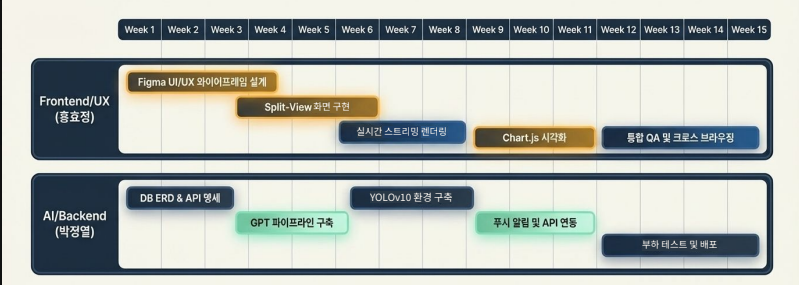 Week 1 Week 2 Week 3 Week 4 Week 5 Week 6 Week 7 Week 8 Week 9 Week 10 Week 11 Week 12 Week 13 Week 14 Week 15
Frontend/UX
(홍효정)
Figma UI/UX 와이어프레임 설계
Split-View 화면 구현
실시간 스트리밍 렌더링
Chart.js 시각화
통합 QA 및 크로스 브라우징
AI/Backend
(박정열)
DB ERD & API 명세
GPT 파이프라인 구축
YOLOv10 환경 구축
푸시 알림 및 API 연동
부하 테스트 및 배포